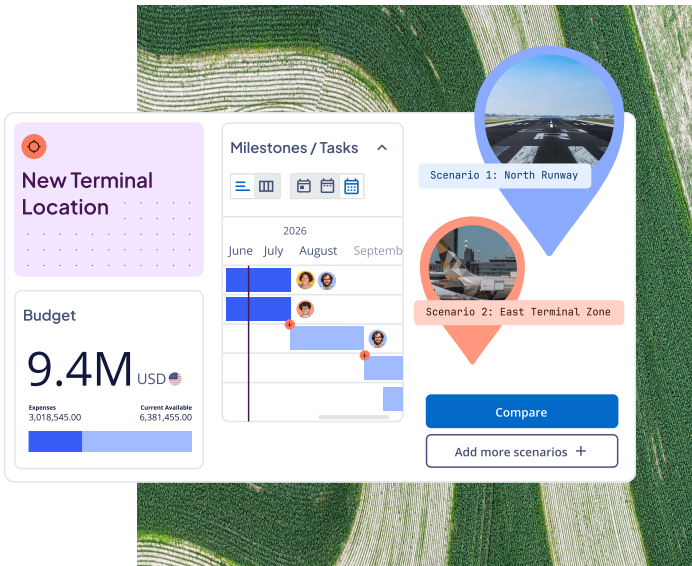 New Terminal
Location
Budget
9.4M USD
Expenses
3,018,545.00
Current Available
6,381,455.00
Milestones / Tasks
2026
June July August Septemb
Scenario 1: North Runway
Scenario 2: East Terminal Zone
Compare
Add more scenarios +